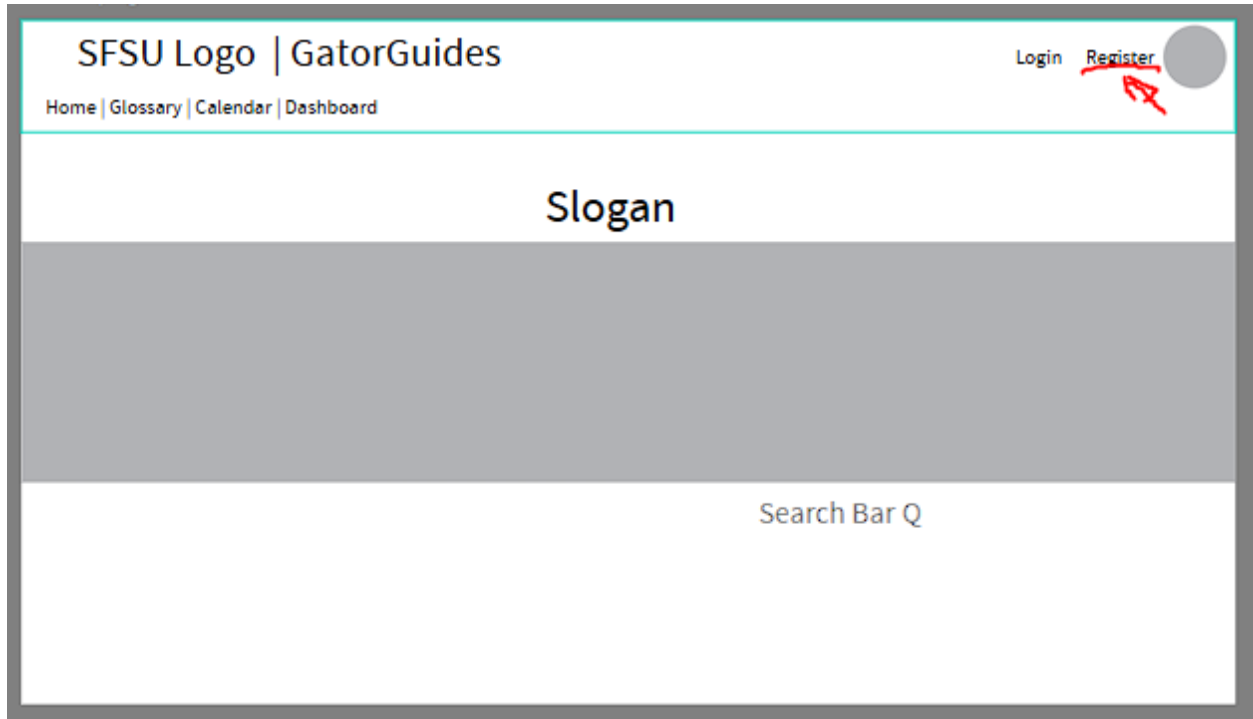 SFSU Logo | GatorGuides
Login Register
Home | Glossary | Calendar | Dashboard
Slogan
Search Bar Q